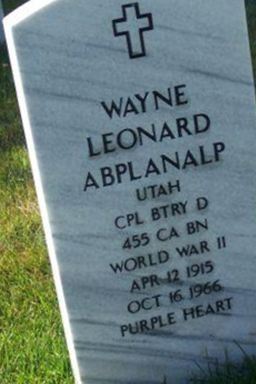 WAYNE
LEONARD
ABPLANALP
UTAH
CPL BTRY D
455 CA BN
WORLD WAR II
APR 12 1915
OCT 16 1966
PURPLE HEART